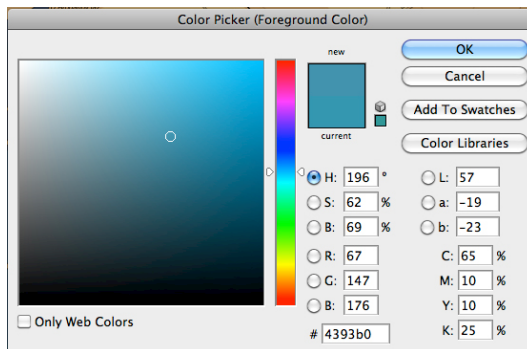 Color Picker (Foreground Color)
new
current
OK
Cancel
Add To Swatches
Color Libraries
H: 196 °
S: 62 %
B: 69 %
R: 67
G: 147
B: 176
# 4393b0
L: 57
a: -19
b: -23
C: 65 %
M: 10 %
Y: 10 %
K: 25 %
Only Web Colors